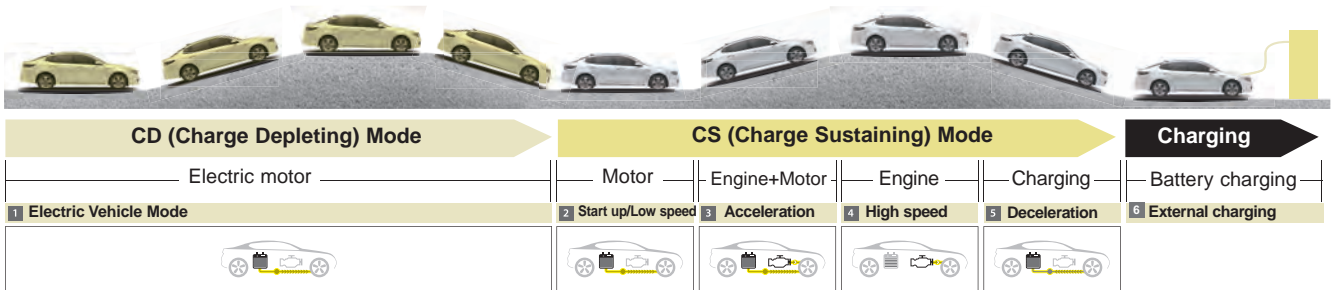 CD (Charge Depleting) Mode
CS (Charge Sustaining) Mode
Charging
Electric motor
Motor
Engine+Motor
Engine
Charging
Battery charging
1 Electric Vehicle Mode
2 Start up/Low speed
3 Acceleration
4 High speed
5 Deceleration
6 External charging